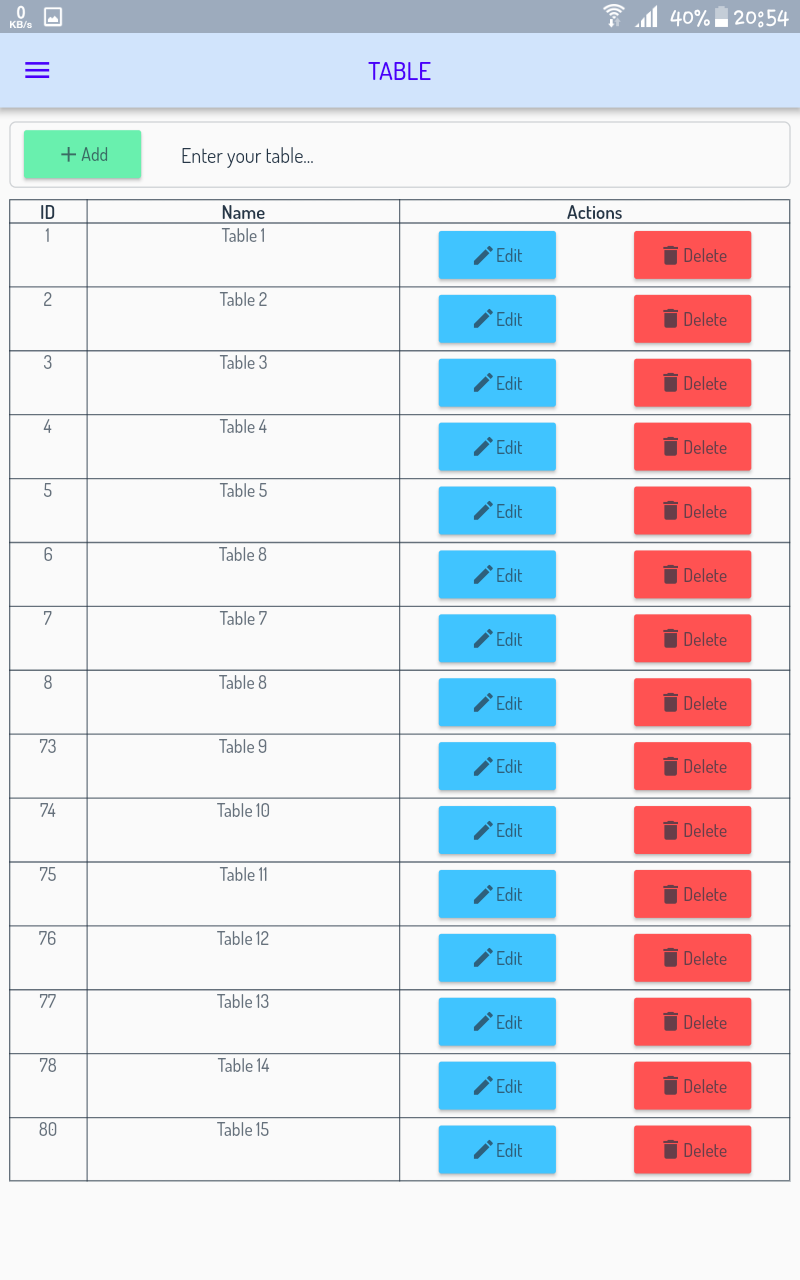 0
KB/s
40% 20:54
TABLE
Add
Enter your table...
ID Name Actions
1 Table 1 Edit Delete
2 Table 2 Edit Delete
3 Table 3 Edit Delete
4 Table 4 Edit Delete
5 Table 5 Edit Delete
6 Table 8 Edit Delete
7 Table 7 Edit Delete
8 Table 8 Edit Delete
73 Table 9 Edit Delete
74 Table 10 Edit Delete
75 Table 11 Edit Delete
76 Table 12 Edit Delete
77 Table 13 Edit Delete
78 Table 14 Edit Delete
80 Table 15 Edit Delete